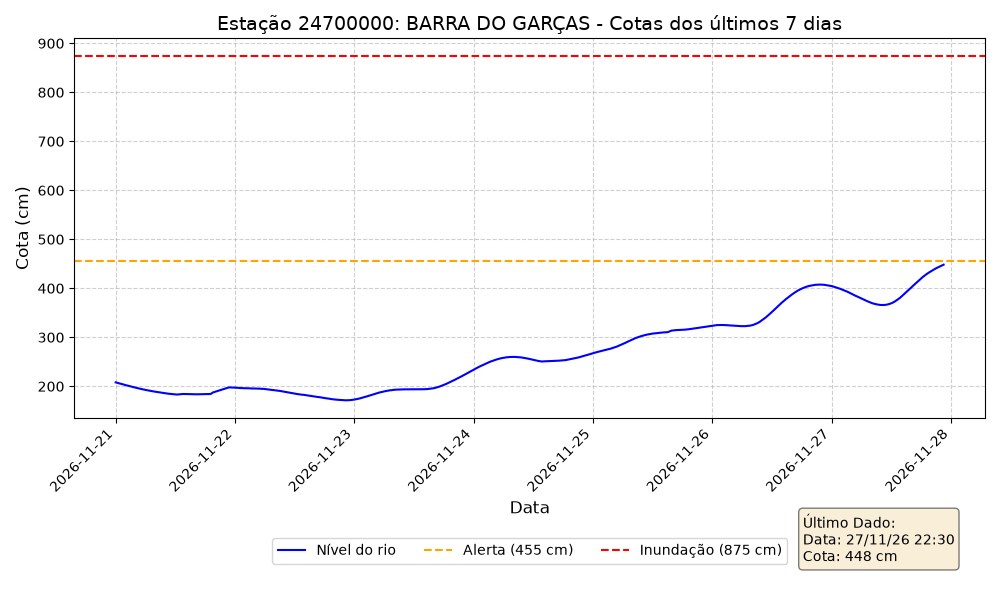 Estação 24700000: BARRA DO GARÇAS - Cotas dos últimos 7 dias
Cota (cm)
900
800
700
600
500
400
300
200
2026-11-21
2026-11-22
2026-11-23
2026-11-24
2026-11-25
2026-11-26
2026-11-27
2026-11-28
Data
Nível do rio
Alerta (455 cm)
Inundação (875 cm)
Último Dado:
Data: 27/11/26 22:30
Cota: 448 cm